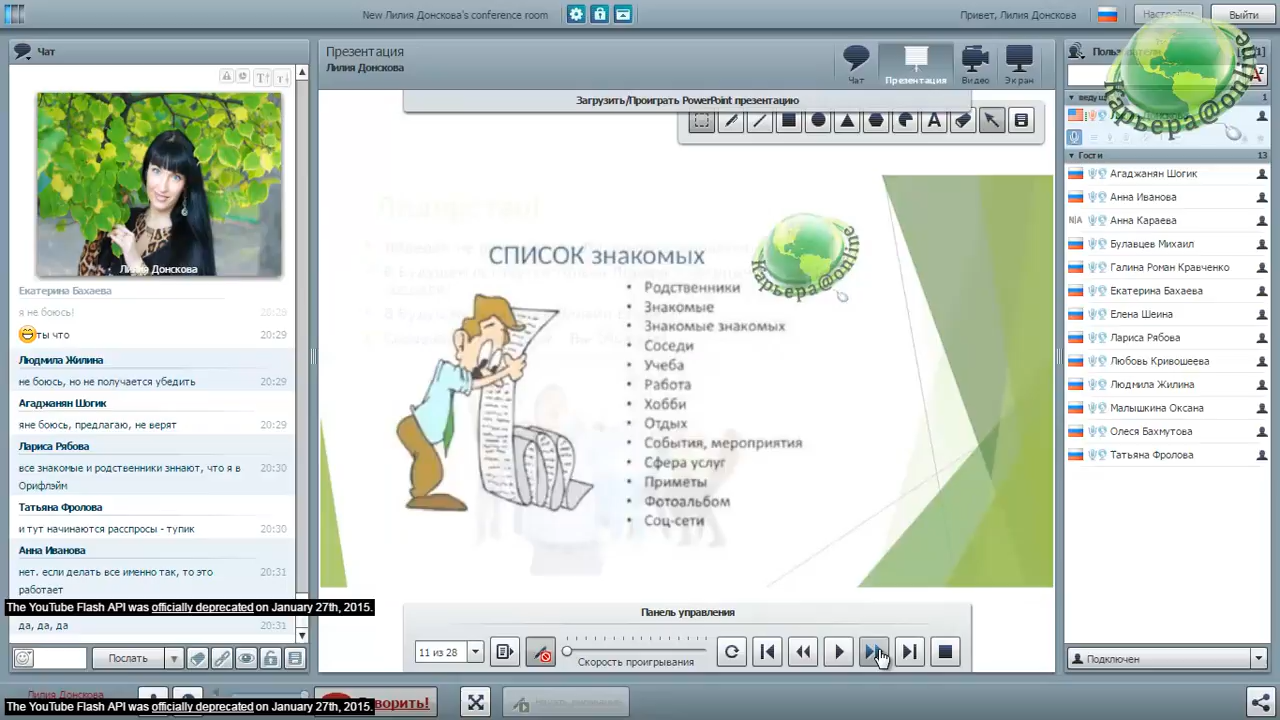 New Лилия Донскова's conference room
Привет, Лилия Донскова
Настройки
Выйти
Чат
Лилия Донскова
Екатерина Бахаева
я не боюсь!
20:28
ты что
20:29
Людмила Жилина
не боюсь, но не получается убедить
20:29
Агаджанян Шогик
яне боюсь, предлагаю, не верят
20:29
Лариса Рябова
все знакомые и родственники зннают, что я в
20:30
Орифлэйм
Татьяна Фролова
и тут начинаются расспросы - тупик
20:30
Анна Иванова
нет. если делать все именно так, то это
20:31
работает
The YouTube Flash API was officially deprecated on January 27th, 2015.
да, да, да
20:31
Послать
Презентация
Лилия Донскова
Чат
Презентация
Видео
Экран
Загрузить/Проиграть PowerPoint презентацию
СПИСОК знакомых
карьера@online
• Родственники
• Знакомые
• Знакомые знакомых
• Соседи
• Учеба
• Работа
• Хобби
• Отдых
• События, мероприятия
• Сфера услуг
• Приметы
• Фотоальбом
• Соц-сети
Панель управления
11 из 28
Скорость проигрывания
карьера@online
Гости
13
Агаджанян Шогик
Анна Иванова
N/A Анна Караева
Булавцев Михаил
Галина Роман Кравченко
Екатерина Бахаева
Елена Шеина
Лариса Рябова
Любовь Кривошеева
Людмила Жилина
Малышкина Оксана
Олеся Бахмутова
Татьяна Фролова
Подключен
Лилия Донскова
The YouTube Flash API was officially deprecated on January 27th, 2015.